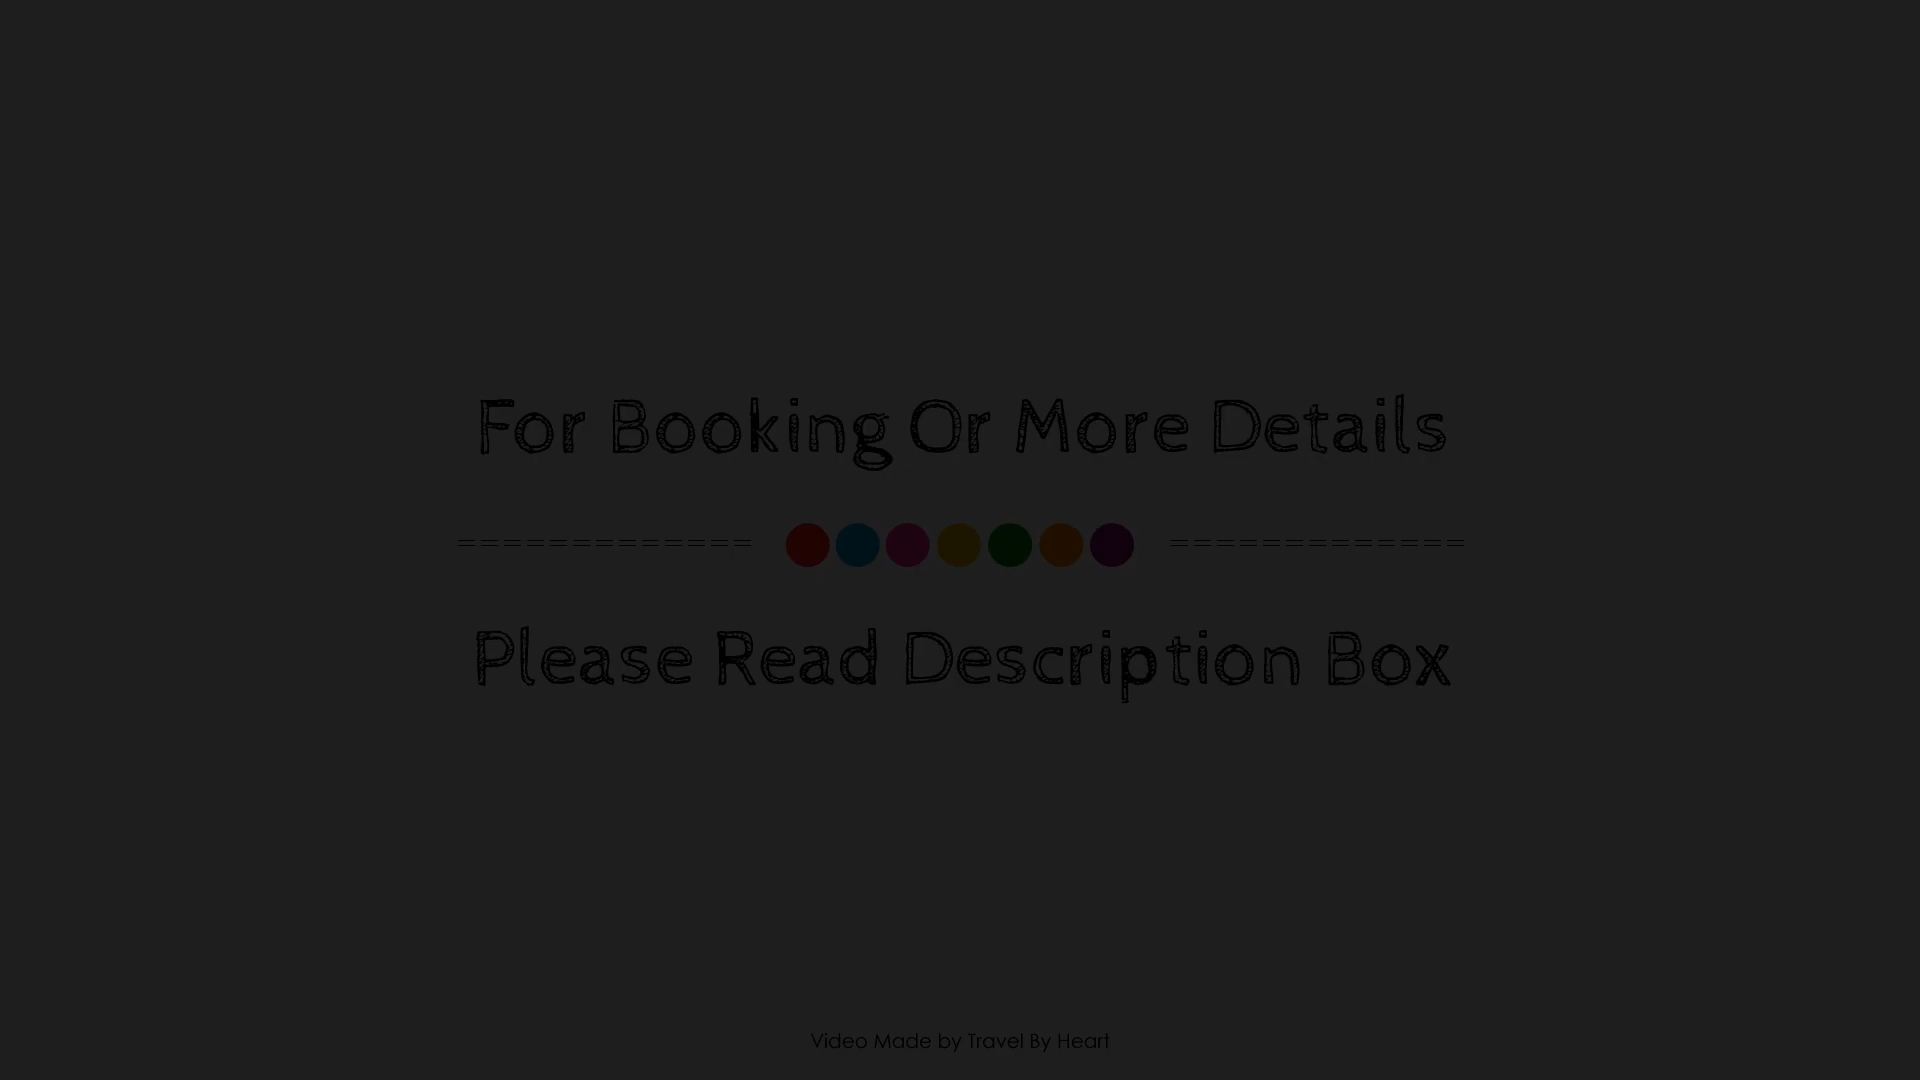 For Booking Or More Details
============= =============
Please Read Description Box
Video Made by Travel By Heart